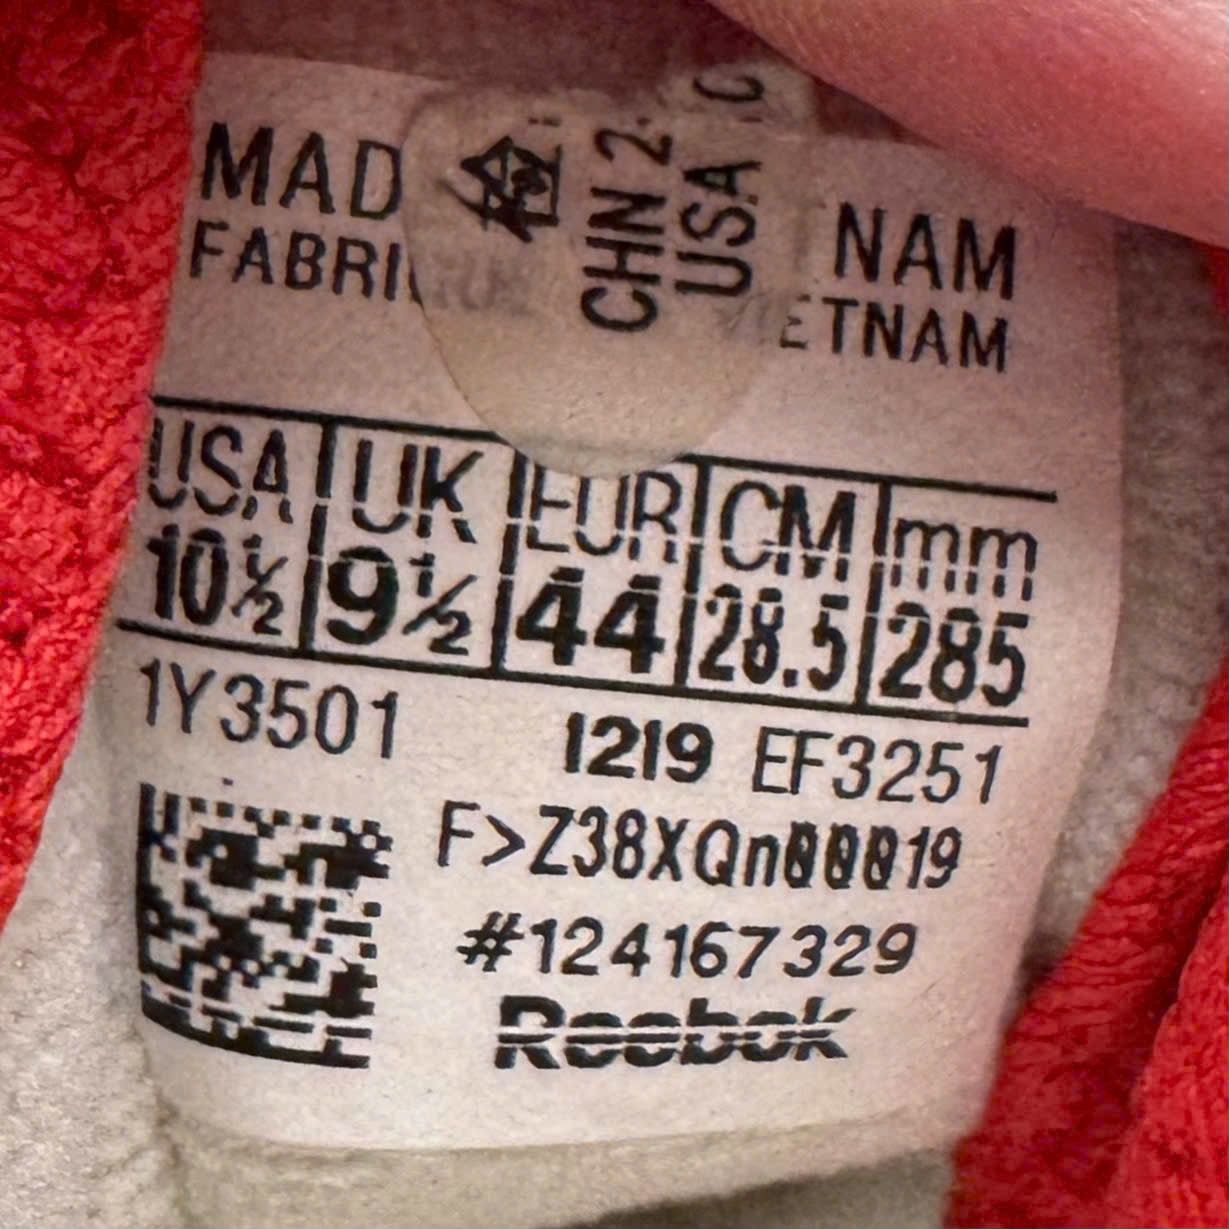 MAD NAM
FABRI ETNAM
CHN 2
USA
USA UK EUR CM mm
10½ 9½ 44 28.5 285
1Y3501 1219 EF3251
F>Z38XQn00019
#124167329
Reebok